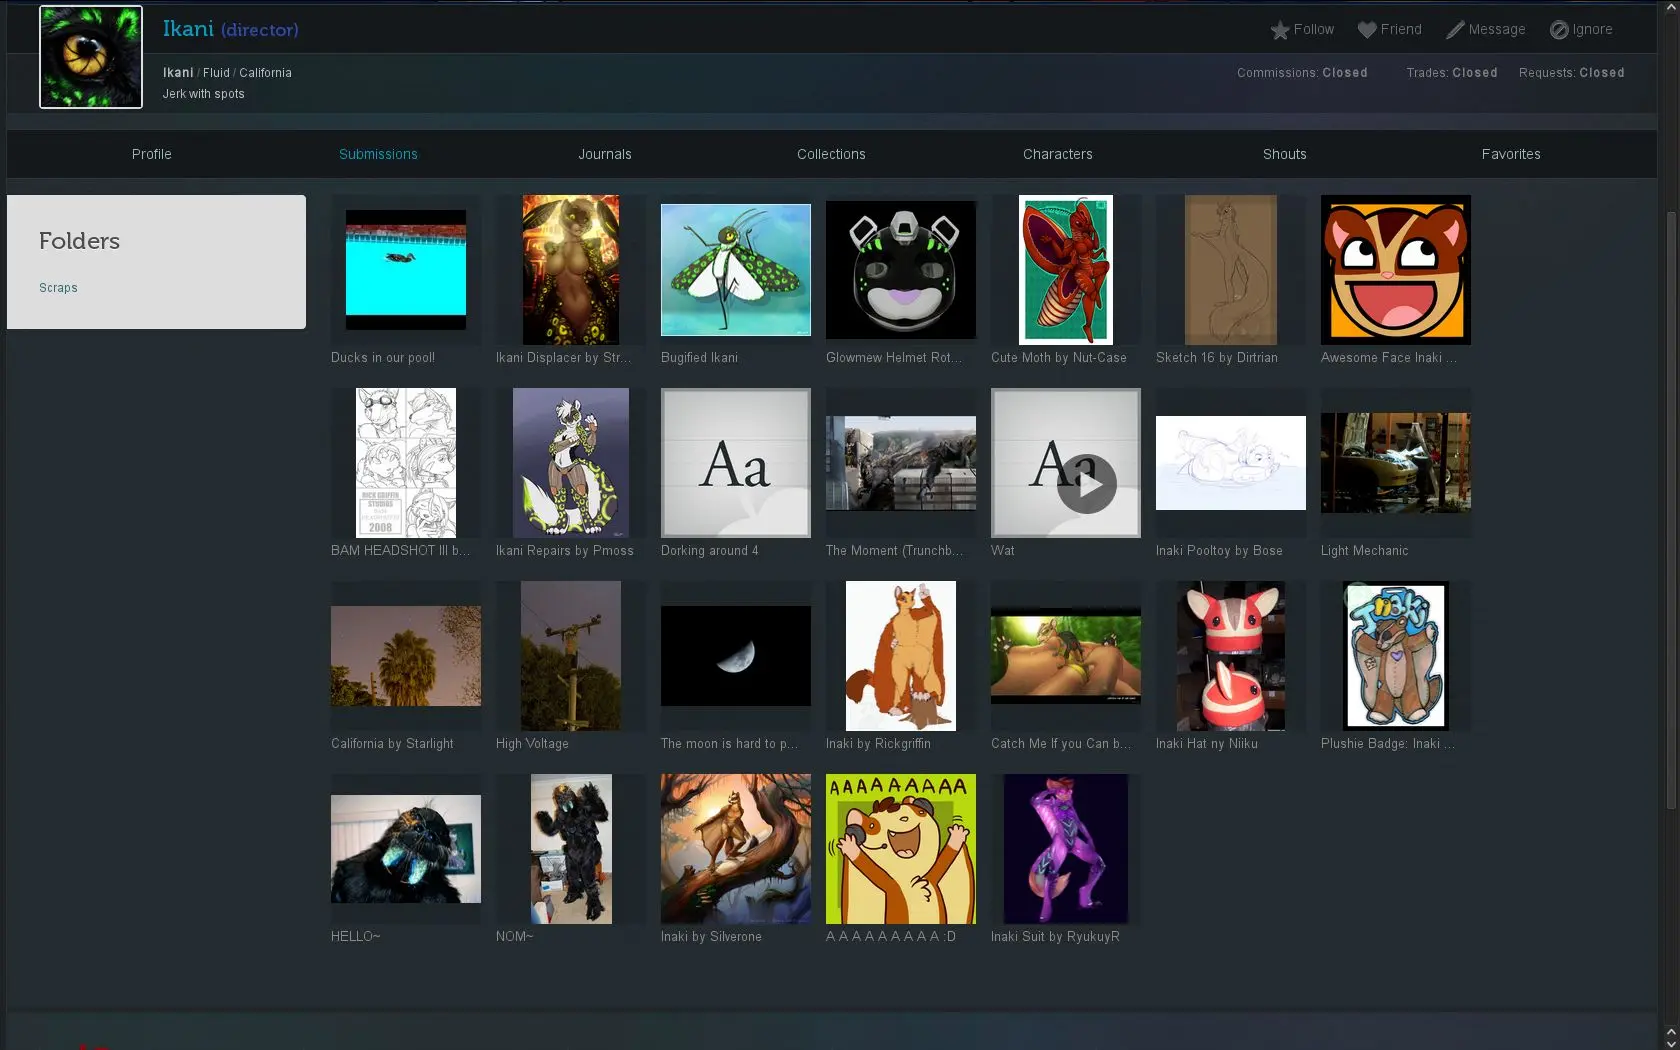 Ikani (director)
Follow
Friend
Message
Ignore
Ikani / Fluid / California
Commissions: Closed
Trades: Closed
Requests: Closed
Jerk with spots
Profile
Submissions
Journals
Collections
Characters
Shouts
Favorites
Folders
Scraps
Ducks in our pool!
Ikani Displacer by Str...
Bugified Ikani
Glowmew Helmet Rot...
Cute Moth by Nut-Case
Sketch 16 by Dirtrian
Awesome Face Inaki ...
RICK GRIFFIN
STUDIOS
BAM
HEADSHOTS
2008
Aa
Aa
BAM HEADSHOT III b...
Ikani Repairs by Pmoss
Dorking around 4
The Moment (Trunchb...
Wat
Inaki Pooltoy by Bose
Light Mechanic
Inaki
California by Starlight
High Voltage
The moon is hard to p...
Inaki by Rickgriffin
Catch Me If you Can b...
Inaki Hat ny Niiku
Plushie Badge: Inaki ...
AAAAAAAAA
HELLO~
NOM~
Inaki by Silverone
A A A A A A A A A :D
Inaki Suit by RyukuyR